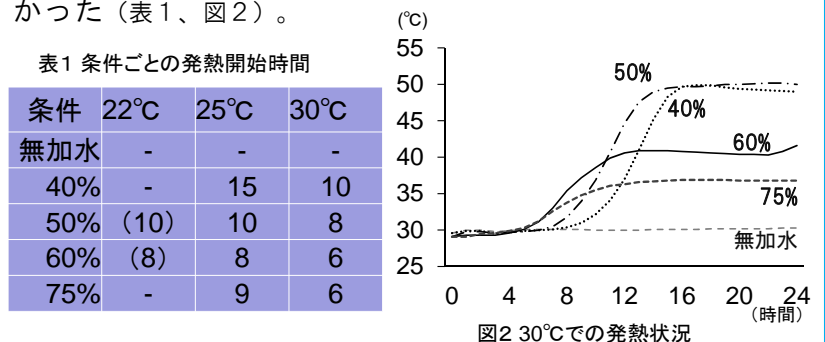 かった（表１、図２）。
表1 条件ごとの発熱開始時間
条件 22℃ 25℃ 30℃
無加水 - - -
40% - 15 10
50% （10） 10 8
60% （8） 8 6
75% - 9 6
(℃)
55
50
45
40
35
30
25
50%
40%
60%
75%
無加水
0 4 8 12 16 20 24
（時間）
図2 30℃での発熱状況